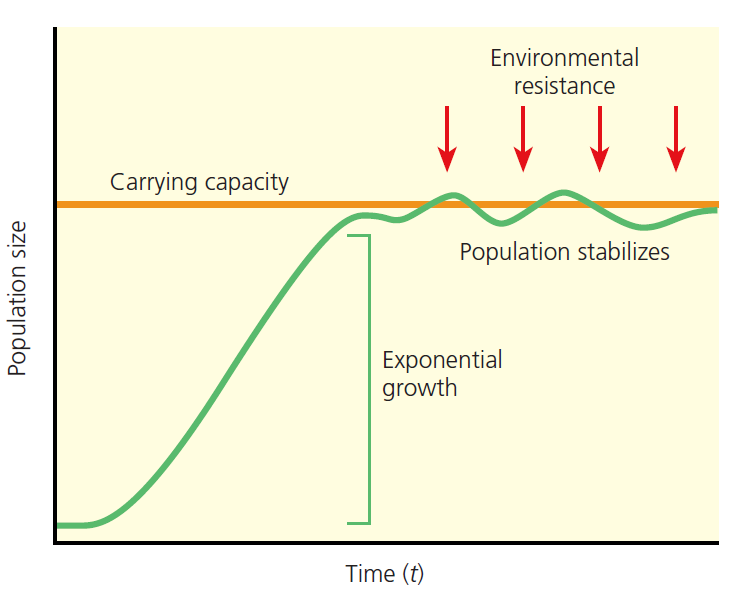 Environmental
resistance
Carrying capacity
Population stabilizes
Exponential
growth
Population size
Time (t)